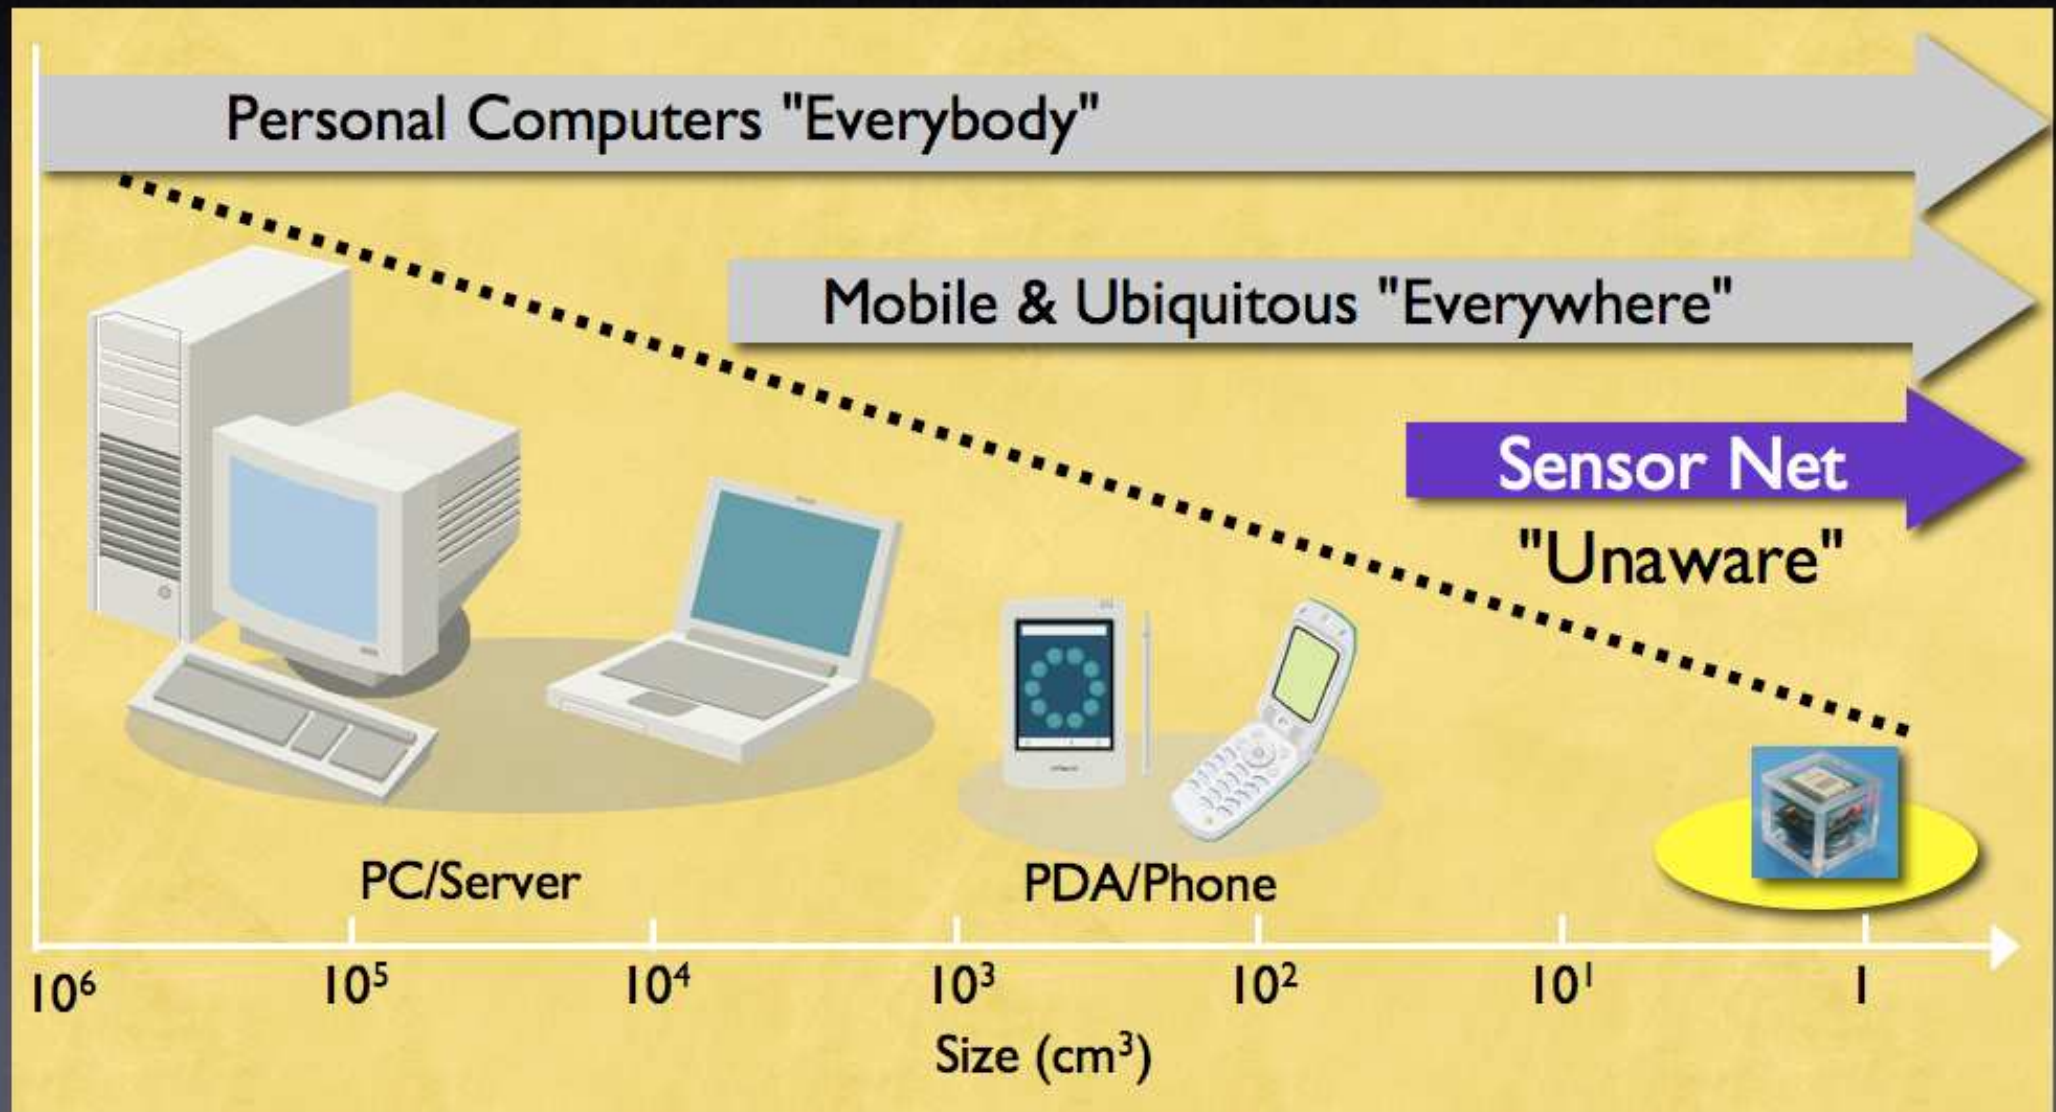 Personal Computers "Everybody"
Mobile & Ubiquitous "Everywhere"
Sensor Net
"Unaware"
PC/Server
PDA/Phone
10⁶ 10⁵ 10⁴ 10³ 10² 10¹ 1
Size (cm³)